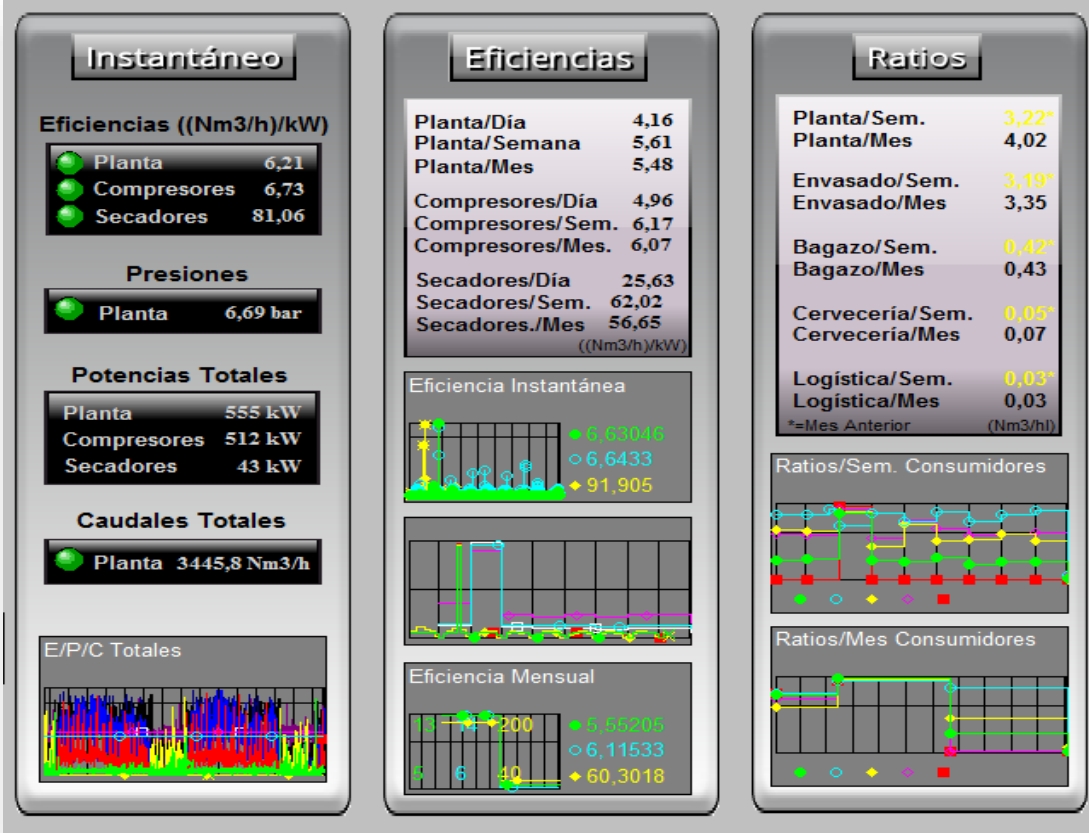 Instantáneo
Eficiencias ((Nm3/h)/kW)
Planta 6,21
Compresores 6,73
Secadores 81,06
Presiones
Planta 6,69 bar
Potencias Totales
Planta 555 kW
Compresores 512 kW
Secadores 43 kW
Caudales Totales
Planta 3445,8 Nm3/h
E/P/C Totales
Eficiencias
Planta/Día 4,16
Planta/Semana 5,61
Planta/Mes 5,48
Compresores/Día 4,96
Compresores/Sem. 6,17
Compresores/Mes. 6,07
Secadores/Día 25,63
Secadores/Sem. 62,02
Secadores./Mes 56,65
((Nm3/h)/kW)
Eficiencia Instantánea
6,63046
6,6433
91,905
Eficiencia Mensual
13 14 200
5,55205
6,11533
5 6 40 60,3018
Ratios
Planta/Sem. 3,22*
Planta/Mes 4,02
Envasado/Sem. 3,19*
Envasado/Mes 3,35
Bagazo/Sem. 0,42*
Bagazo/Mes 0,43
Cervecería/Sem. 0,05*
Cervecería/Mes 0,07
Logística/Sem. 0,03*
Logística/Mes 0,03
*=Mes Anterior (Nm3/hl)
Ratios/Sem. Consumidores
Ratios/Mes Consumidores